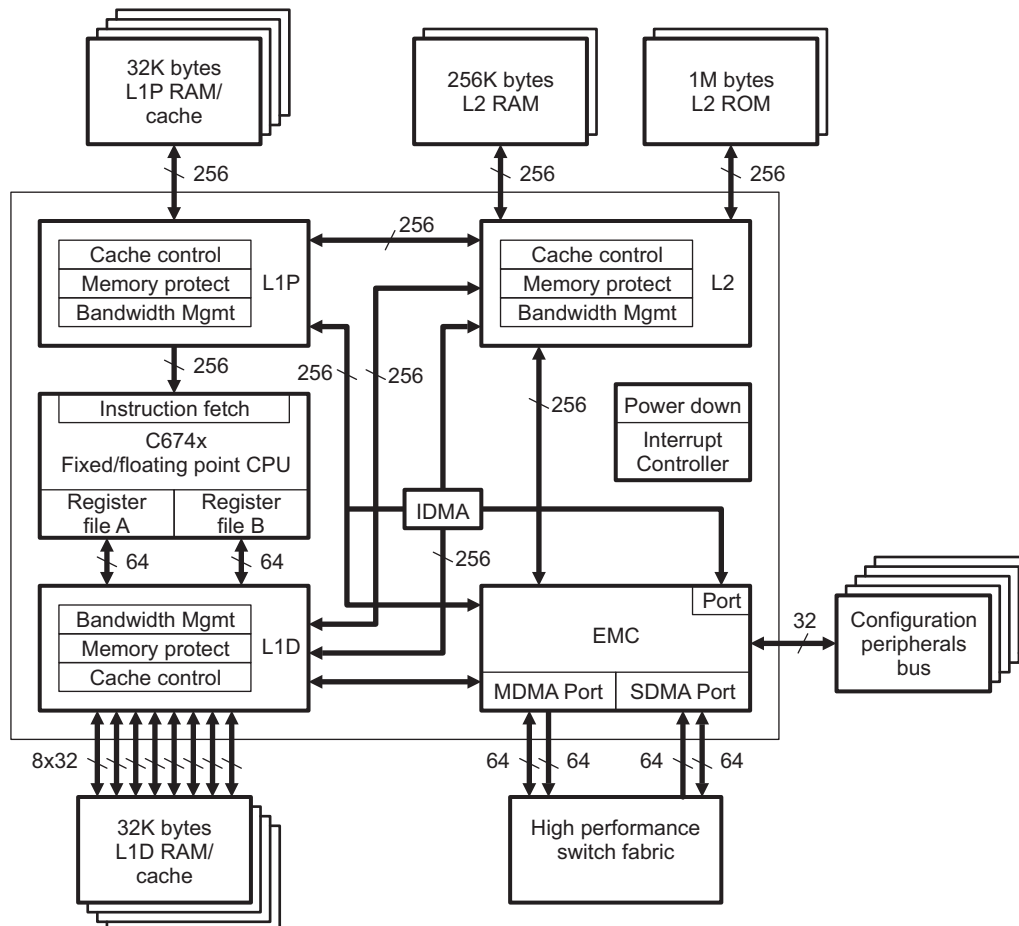 32K bytes
L1P RAM/
cache
256K bytes
L2 RAM
1M bytes
L2 ROM
256
256
256
256
Cache control
Memory protect
Bandwidth Mgmt
L1P
Cache control
Memory protect
Bandwidth Mgmt
L2
256
256
256
256
Instruction fetch
C674x
Fixed/floating point CPU
Register
file A
Register
file B
Power down
Interrupt
Controller
IDMA
64
64
256
Bandwidth Mgmt
Memory protect
Cache control
L1D
Port
EMC
MDMA Port
SDMA Port
32
Configuration
peripherals
bus
8x32
64
64
64
64
32K bytes
L1D RAM/
cache
High performance
switch fabric